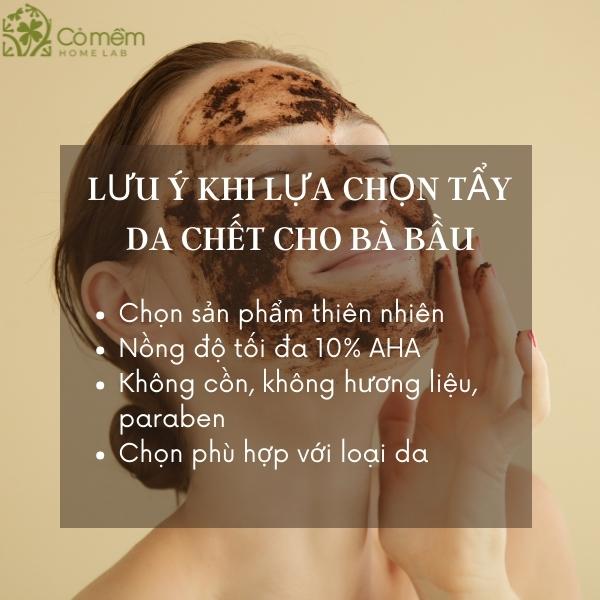 Cỏ mềm
HOME LAB
LƯU Ý KHI LỰA CHỌN TẨY
DA CHẾT CHO BÀ BẦU
• Chọn sản phẩm thiên nhiên
• Nồng độ tối đa 10% AHA
• Không cồn, không hương liệu,
paraben
• Chọn phù hợp với loại da